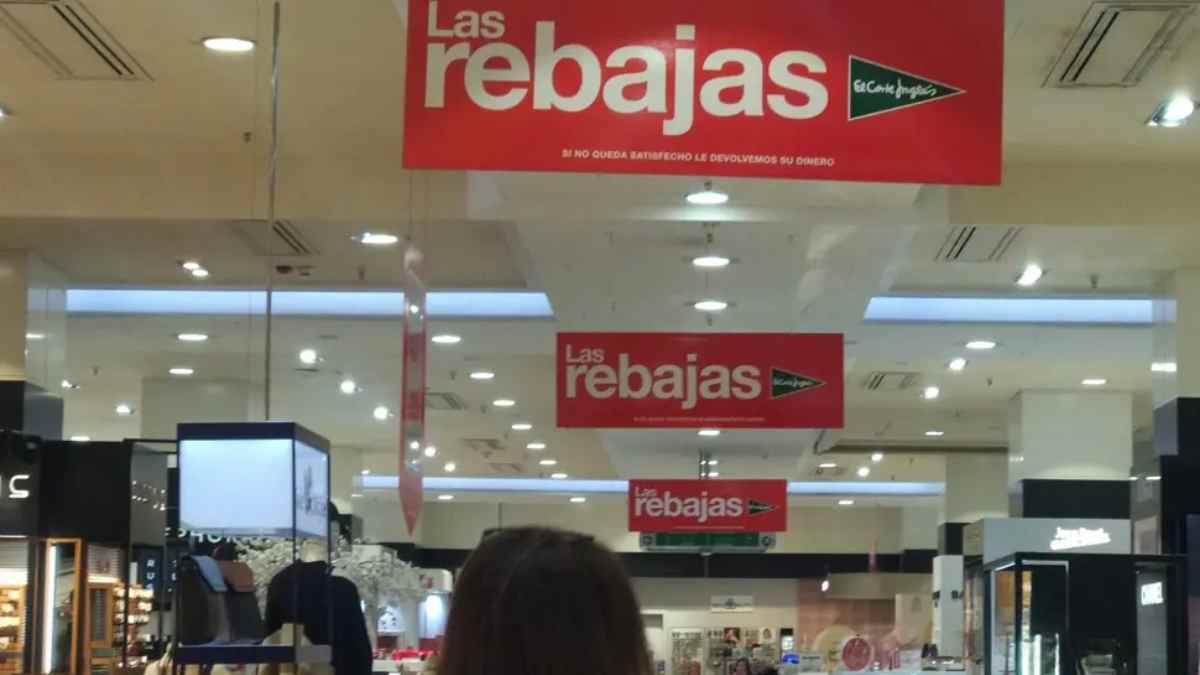 Las
rebajas
El Corte Inglés
SI NO QUEDA SATISFECHO LE DEVOLVEMOS SU DINERO
Las
rebajas
El Corte Inglés
Las
rebajas
CHANEL